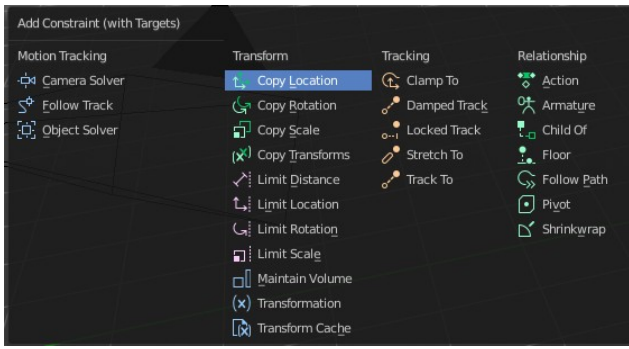 Add Constraint (with Targets)
Motion Tracking
Camera Solver
Follow Track
Object Solver
Transform
Copy Location
Copy Rotation
Copy Scale
Copy Transforms
Limit Distance
Limit Location
Limit Rotation
Limit Scale
Maintain Volume
Transformation
Transform Cache
Tracking
Clamp To
Damped Track
Locked Track
Stretch To
Track To
Relationship
Action
Armature
Child Of
Floor
Follow Path
Pivot
Shrinkwrap